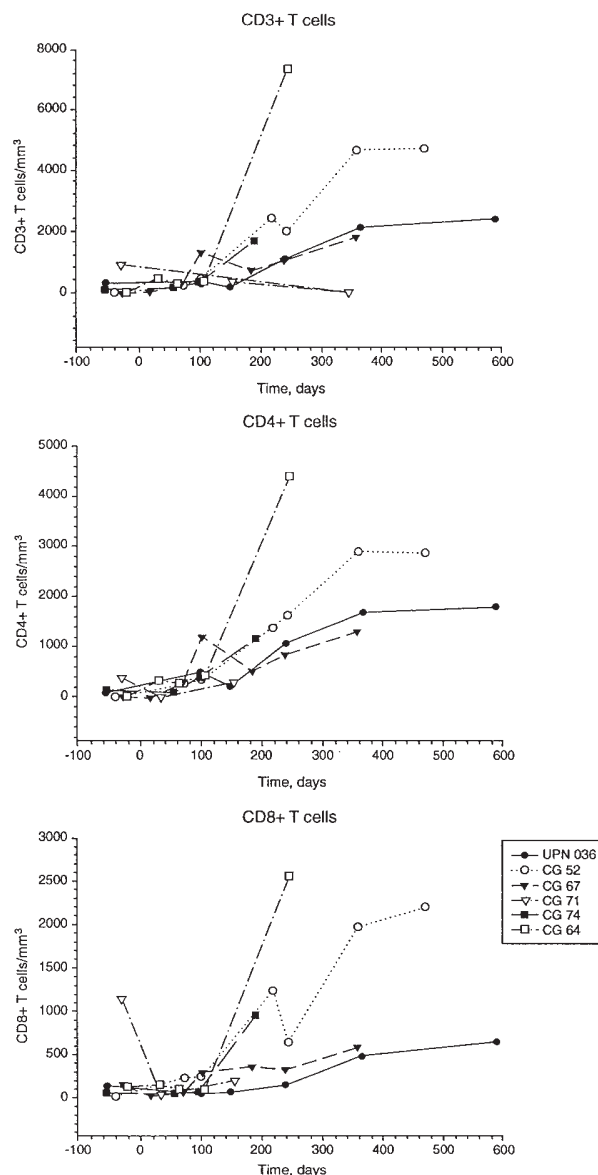 CD3+ T cells
8000
6000
4000
2000
0
CD3+ T cells/mm³
-100 0 100 200 300 400 500 600
Time, days
CD4+ T cells
5000
4000
3000
2000
1000
0
CD4+ T cells/mm³
-100 0 100 200 300 400 500 600
Time, days
CD8+ T cells
3000
2500
2000
1500
1000
500
0
CD8+ T cells/mm³
-100 0 100 200 300 400 500 600
Time, days
UPN 036
CG 52
CG 67
CG 71
CG 74
CG 64